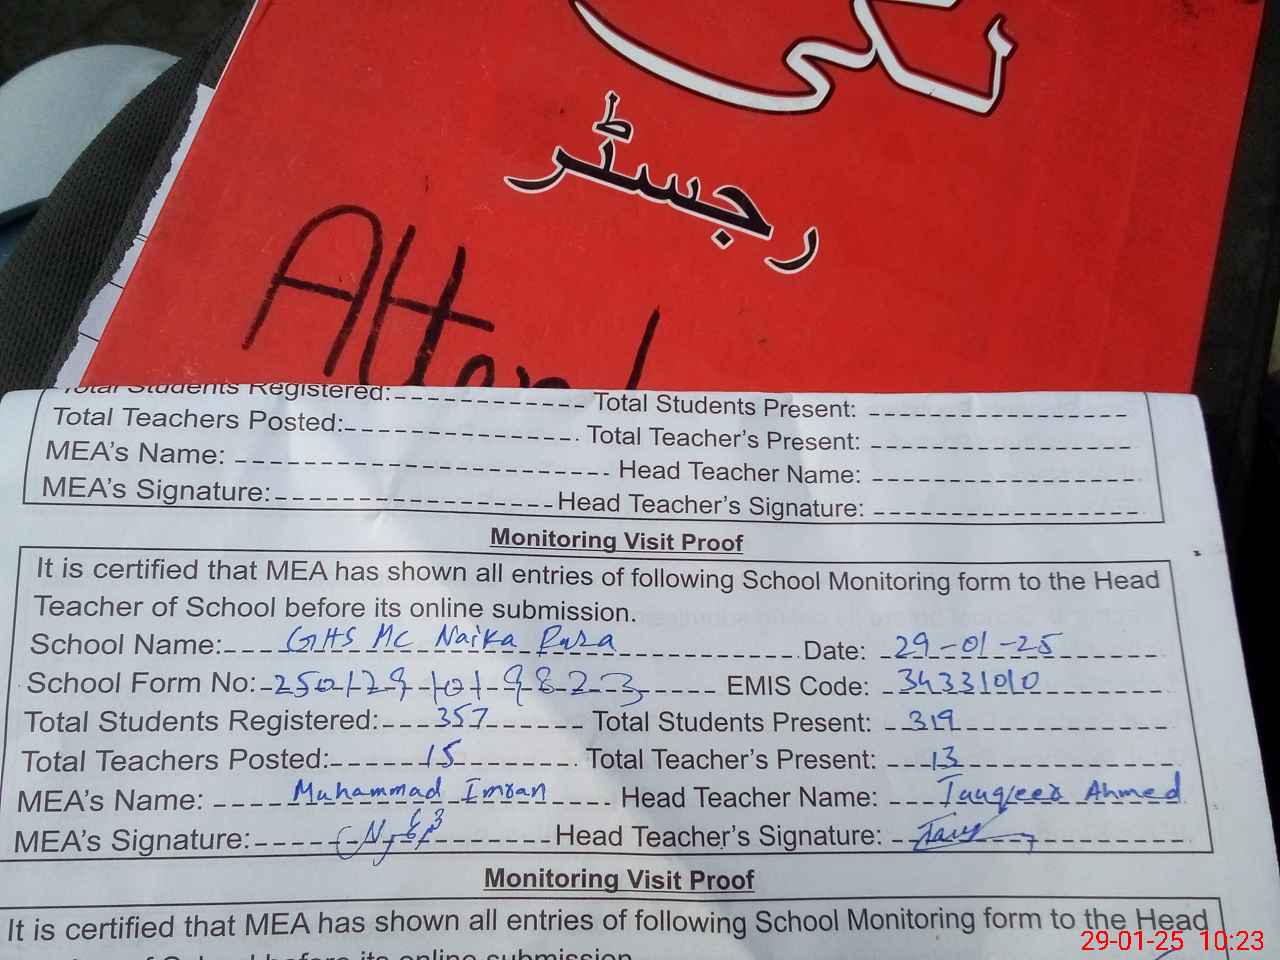 رجسٹر
Atten
Total Students Registered: Total Students Present:
Total Teachers Posted: Total Teacher's Present:
MEA's Name: Head Teacher Name:
MEA's Signature: Head Teacher's Signature:
Monitoring Visit Proof
It is certified that MEA has shown all entries of following School Monitoring form to the Head
Teacher of School before its online submission.
School Name: GHS MC Naika Pura Date: 29-01-25
School Form No: 250129-101-9823 EMIS Code: 34331010
Total Students Registered: 357 Total Students Present: 319
Total Teachers Posted: 15 Total Teacher's Present: 13
MEA's Name: Muhammad Imran Head Teacher Name: Tauqeer Ahmed
MEA's Signature: Head Teacher's Signature:
Monitoring Visit Proof
It is certified that MEA has shown all entries of following School Monitoring form to the Head
before its online submission
29-01-25 10:23